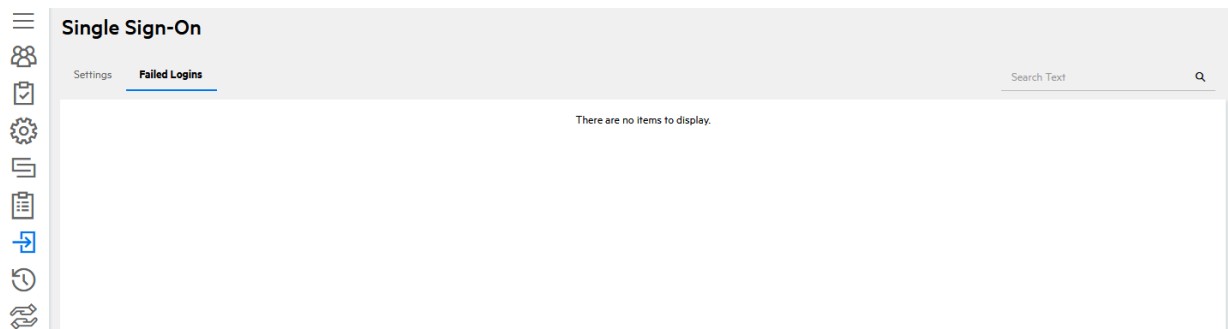 Single Sign-On
Settings Failed Logins Search Text
There are no items to display.